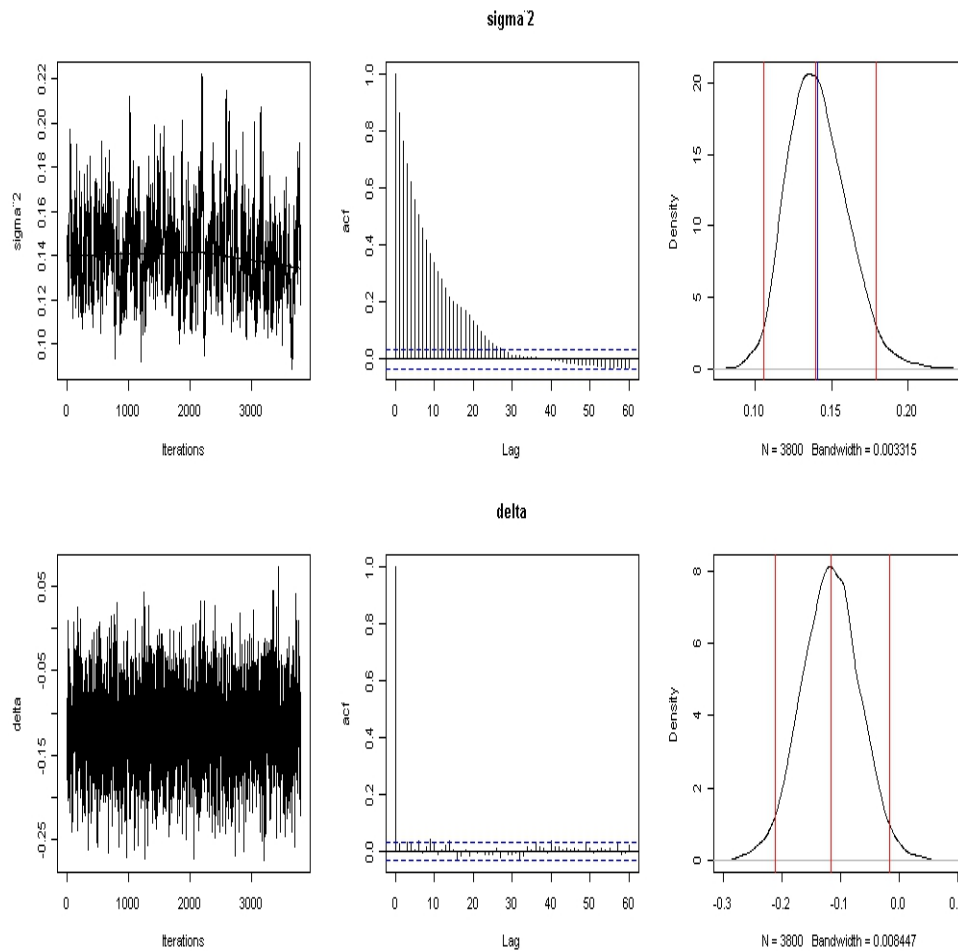 sigma^2
sigma^2
0.10 0.12 0.14 0.16 0.18 0.20 0.22
0 1000 2000 3000
Iterations
acf
0.0 0.2 0.4 0.6 0.8 1.0
0 10 20 30 40 50 60
Lag
Density
0 5 10 15 20
0.10 0.15 0.20
N = 3800 Bandwidth = 0.003315
delta
delta
-0.25 -0.15 -0.05 0.05
0 1000 2000 3000
Iterations
acf
0.0 0.2 0.4 0.6 0.8 1.0
0 10 20 30 40 50 60
Lag
Density
0 2 4 6 8
-0.3 -0.2 -0.1 0.0
N = 3800 Bandwidth = 0.008447